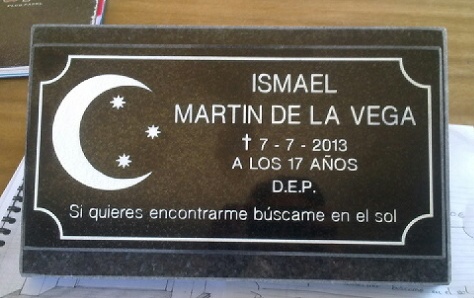 ISMAEL
MARTIN DE LA VEGA
† 7 - 7 - 2013
A LOS 17 AÑOS
D.E.P.
Si quieres encontrarme búscame en el sol